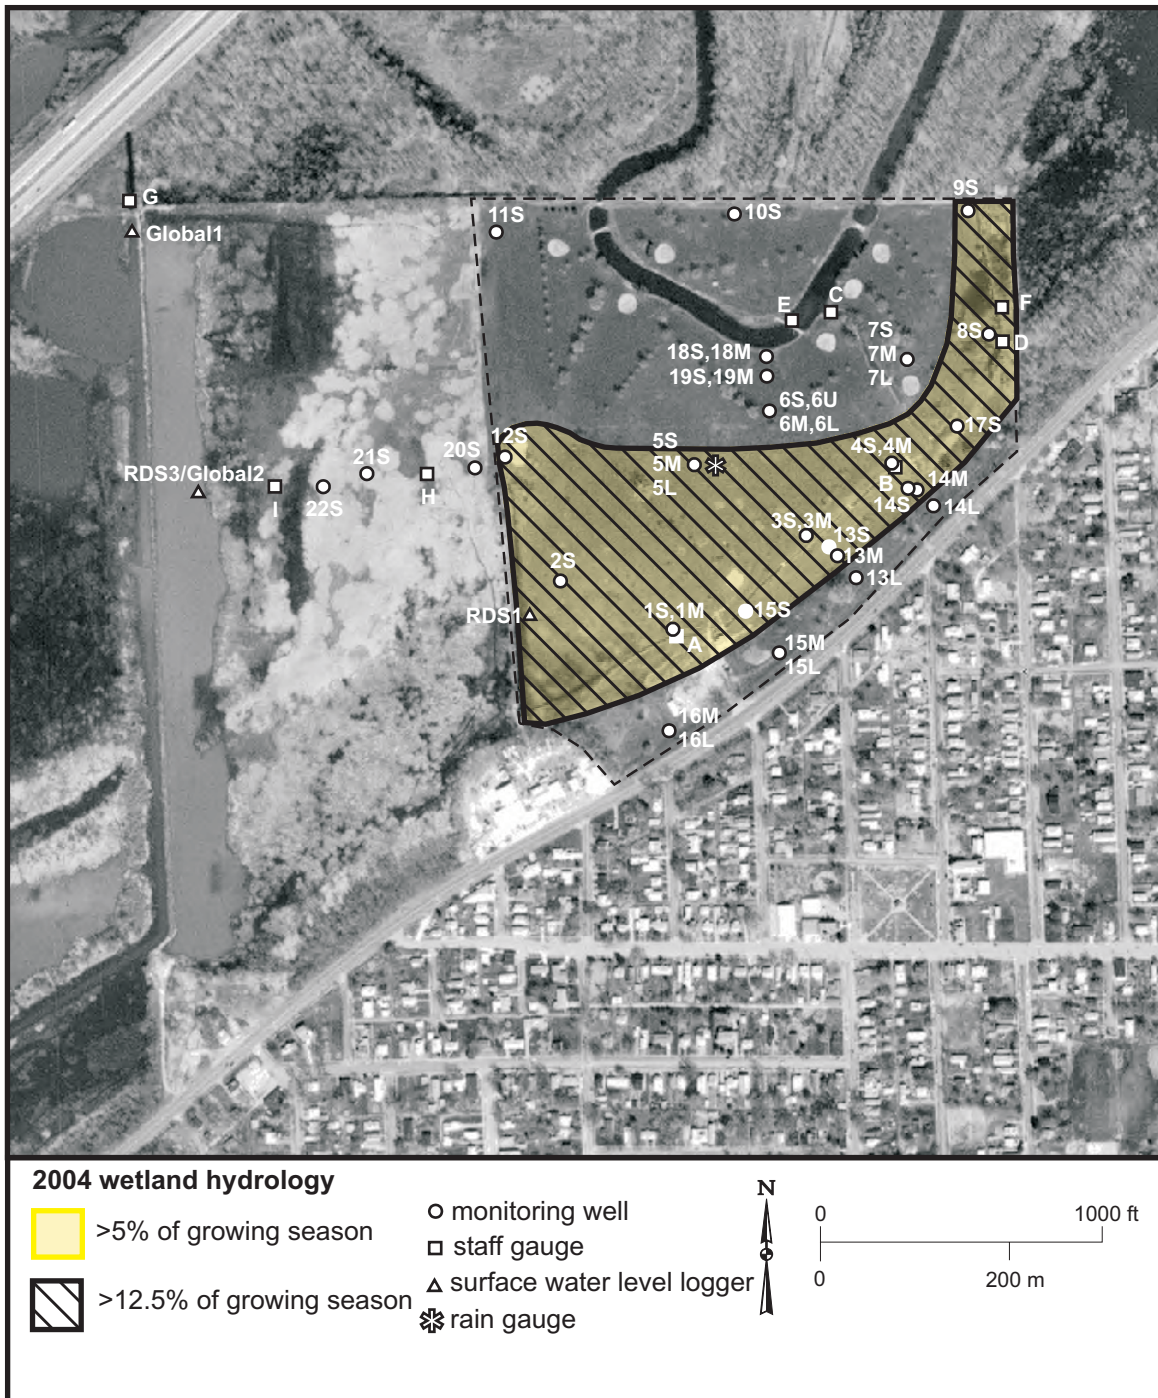 G
Global1
9S
10S
11S
E
C
F
7S
8S
D
18S,18M
7M
19S,19M
7L
6S,6U
6M,6L
17S
12S
5S
4S,4M
20S
5M
21S
RDS3/Global2
5L
B
14M
I
22S
H
14S
14L
3S,3M
13S
13M
2S
13L
RDS1
1S,1M
15S
A
15M
15L
16M
16L
2004 wetland hydrology
>5% of growing season
>12.5% of growing season
monitoring well
staff gauge
surface water level logger
rain gauge
N
0 1000 ft
0 200 m